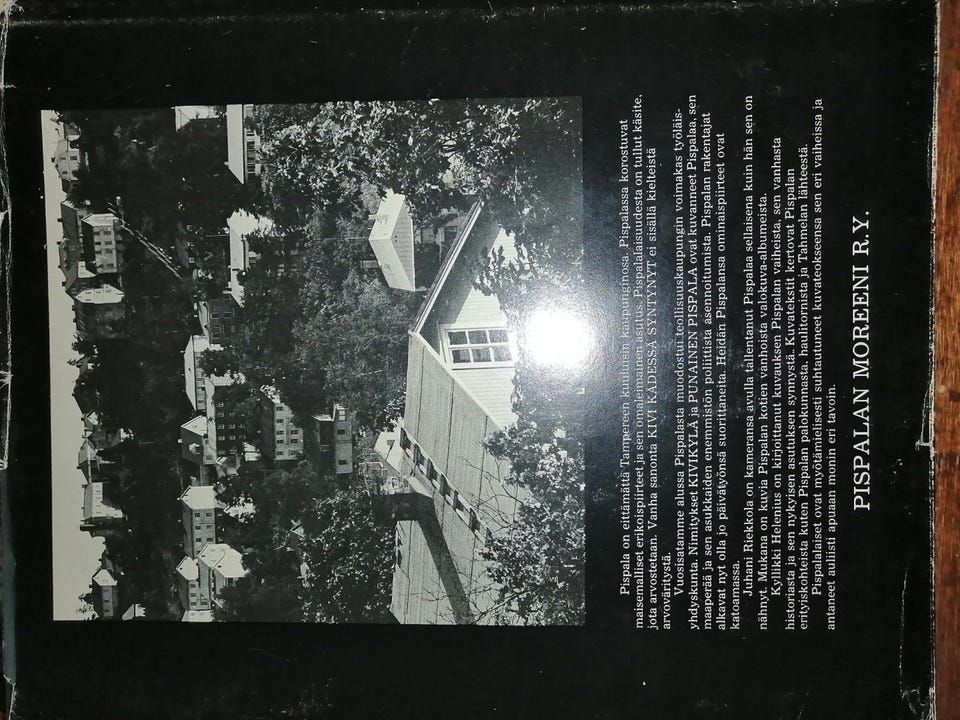 Pispala on eittämättä Tampereen kuuluisin kaupunginosa. Pispalassa korostuvat
maisemalliset erikoispiirteet ja sen omaleimainen asutus. Pispalalaisuudesta on tullut käsite,
jota arvostetaan. Vanha sanonta KIVI KÄDESSÄ SYNTYNYT ei sisällä kielteistä
arvoväritystä.
Vuosisatamme alussa Pispalasta muodostui teollisuuskaupungin voimakas työläis-
yhdyskunta. Nimitykset KIVIKYLÄ ja PUNAINEN PISPALA ovat kuvanneet Pispalaa, sen
maaperää ja sen asukkaiden enemmistön poliittista asennoitumista. Pispalan rakentajat
alkavat nyt olla jo päivätyönsä suorittaneita. Heidän Pispalansa ominaispiirteet ovat
katoamassa.
Juhani Riekkola on kameransa avulla tallentanut Pispalaa sellaisena kuin hän sen on
nähnyt. Mukana on kuvia Pispalan kotien vanhoista valokuva-albumeista.
Kyllikki Helenius on kirjoittanut kuvauksen Pispalan vaiheista, sen vanhasta
historiasta ja sen nykyisen asutuksen synnystä. Kuvatekstit kertovat Pispalan
erityiskohteista kuten Pispalan palokunnasta, haulitornista ja Tahmelan lähteestä.
Pispalalaiset ovat myötämielisesti suhtautuneet kuvateokseensa sen eri vaiheissa ja
antaneet auliisti apuaan monin eri tavoin.
PISPALAN MOREENI R.Y.